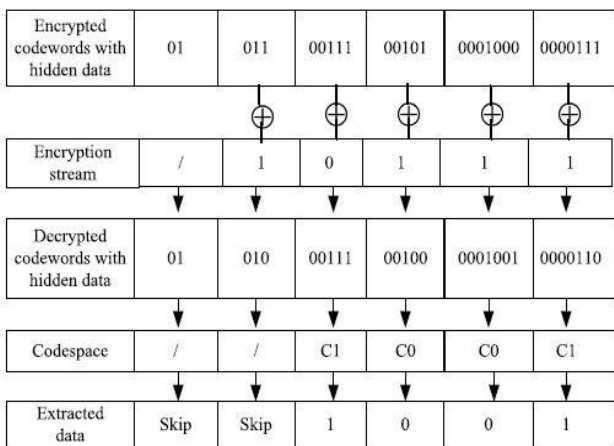 Encrypted
codewords with
hidden data
01 011 00111 00101 0001000 0000111
Encryption
stream
/ 1 0 1 1 1
Decrypted
codewords with
hidden data
01 010 00111 00100 0001001 0000110
Codespace / / C1 C0 C0 C1
Extracted
data
Skip Skip 1 0 0 1